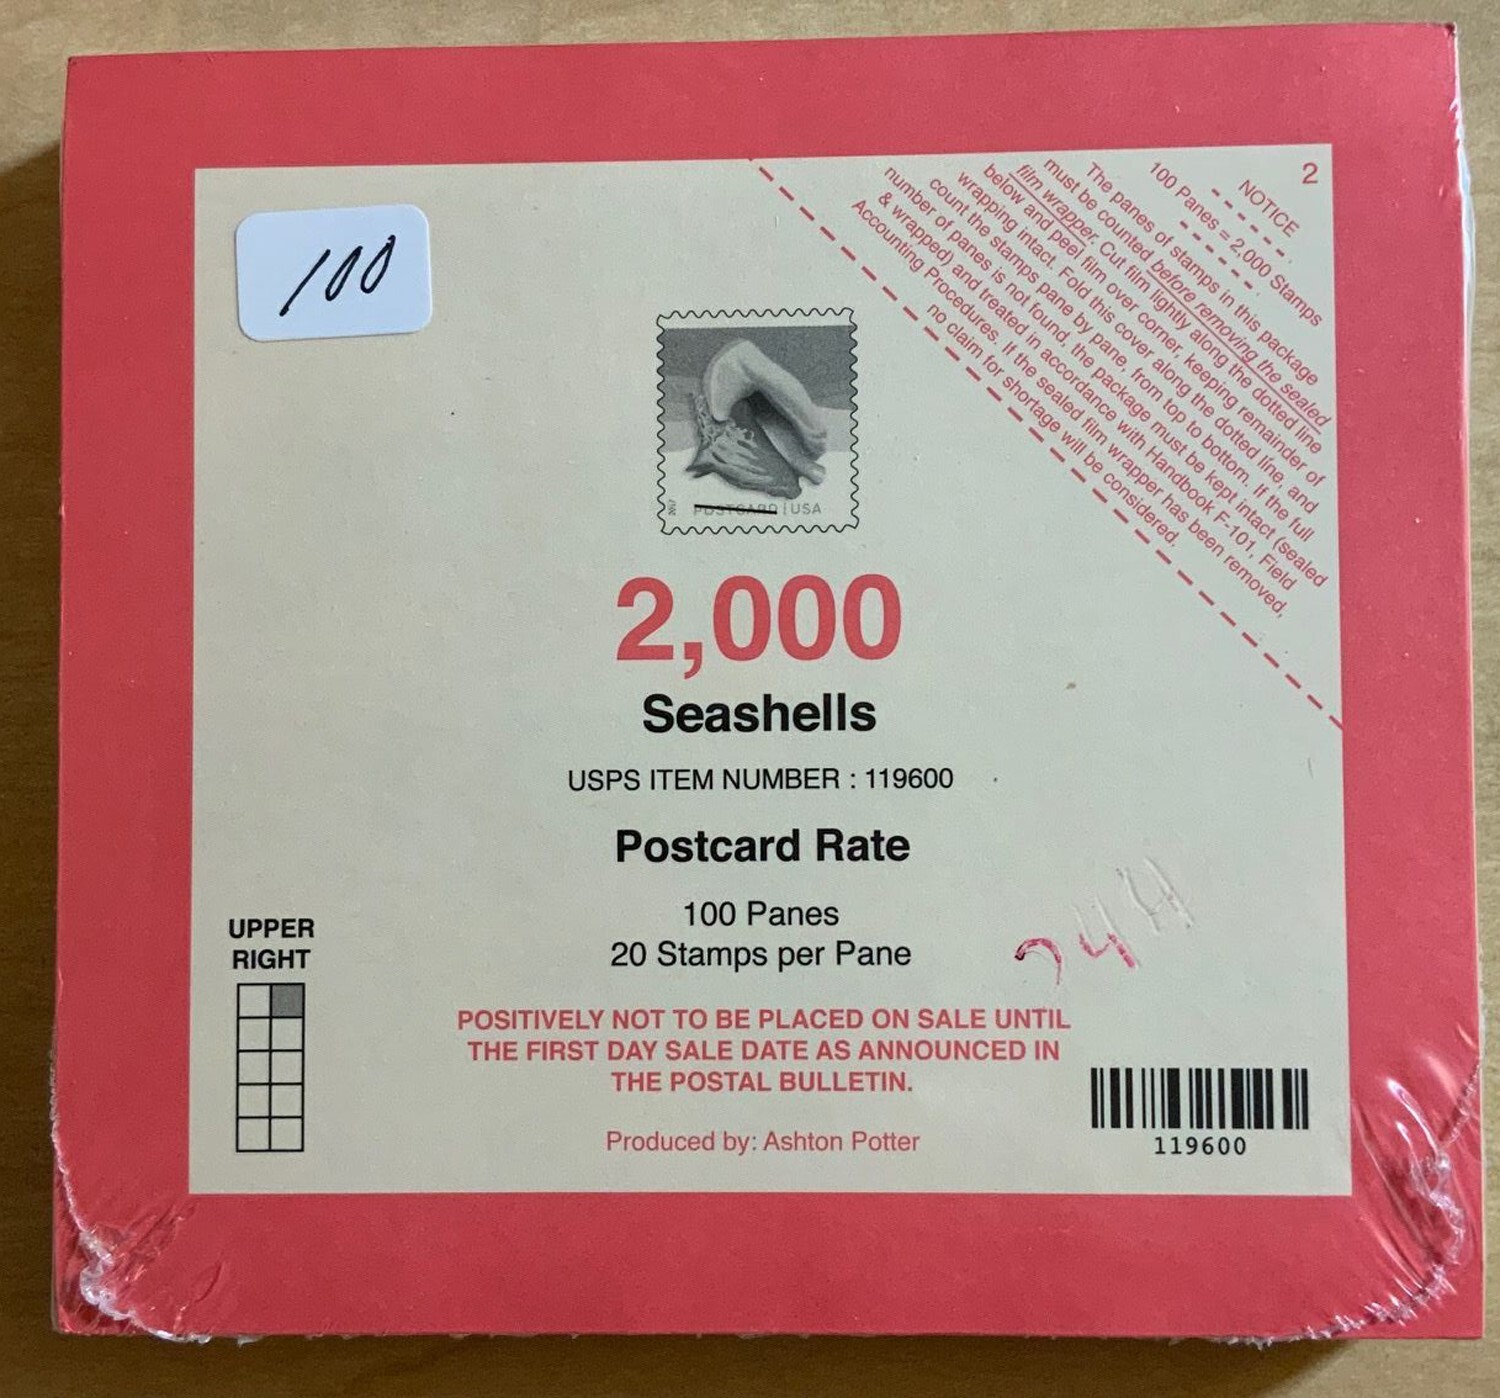 100
2
NOTICE
100 Panes = 2,000 Stamps
The panes of stamps in this package
must be counted before removing the sealed
film wrapper. Cut film lightly along the dotted line
below and peel film over corner, keeping remainder of
wrapping intact. Fold this cover along the dotted line, and
count the stamps pane by pane, from top to bottom. If the full
number of panes is not found, the package must be kept intact (sealed
& wrapped) and treated in accordance with Handbook F-101, Field
Accounting Procedures. If the sealed film wrapper has been removed,
no claim for shortage will be considered.
2017
POSTCARD | USA
2,000
Seashells
USPS ITEM NUMBER : 119600
Postcard Rate
100 Panes
20 Stamps per Pane
UPPER
RIGHT
POSITIVELY NOT TO BE PLACED ON SALE UNTIL
THE FIRST DAY SALE DATE AS ANNOUNCED IN
THE POSTAL BULLETIN.
Produced by: Ashton Potter
119600